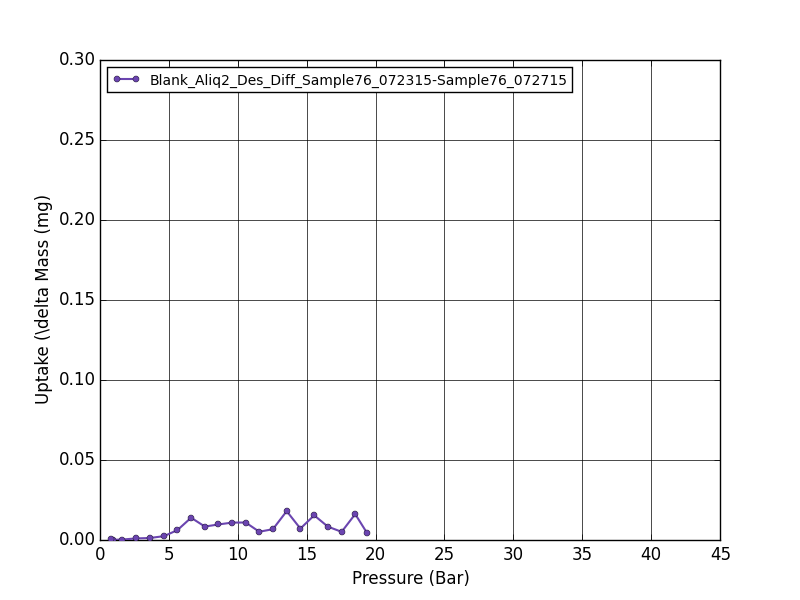 Blank_Aliq2_Des_Diff_Sample76_072315-Sample76_072715
0.30
0.25
0.20
0.15
0.10
0.05
0.00
Uptake (\delta Mass (mg)
0 5 10 15 20 25 30 35 40 45
Pressure (Bar)